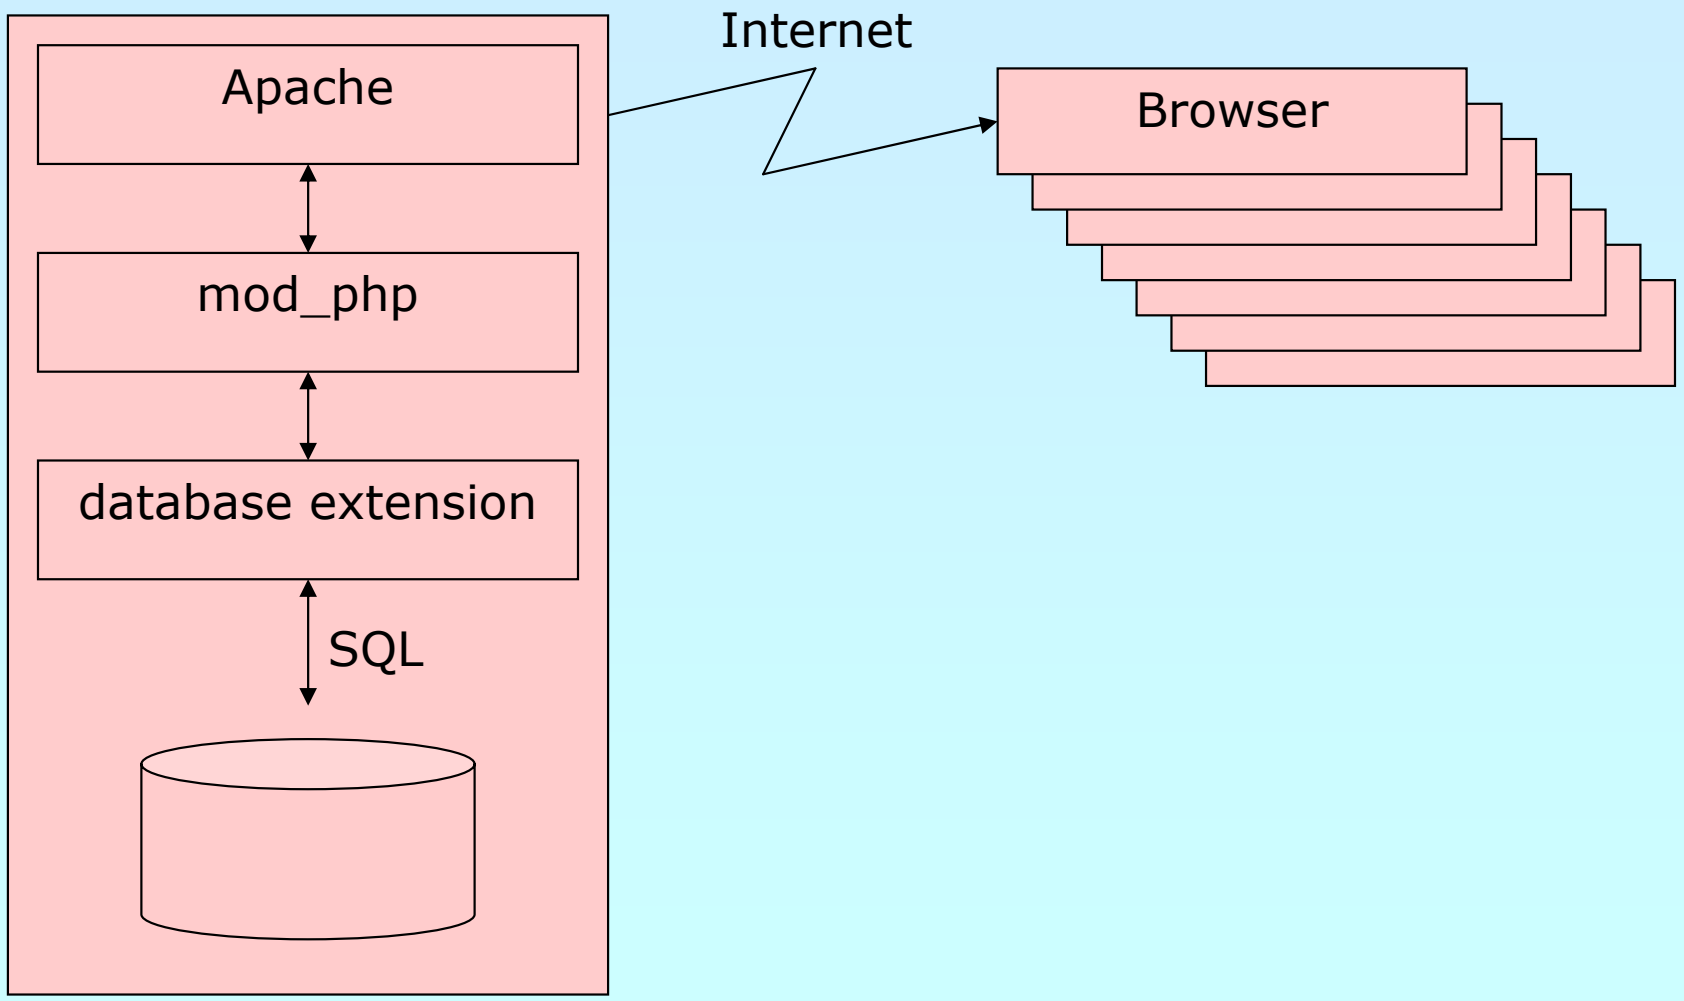 Internet
Apache
Browser
mod_php
database extension
SQL